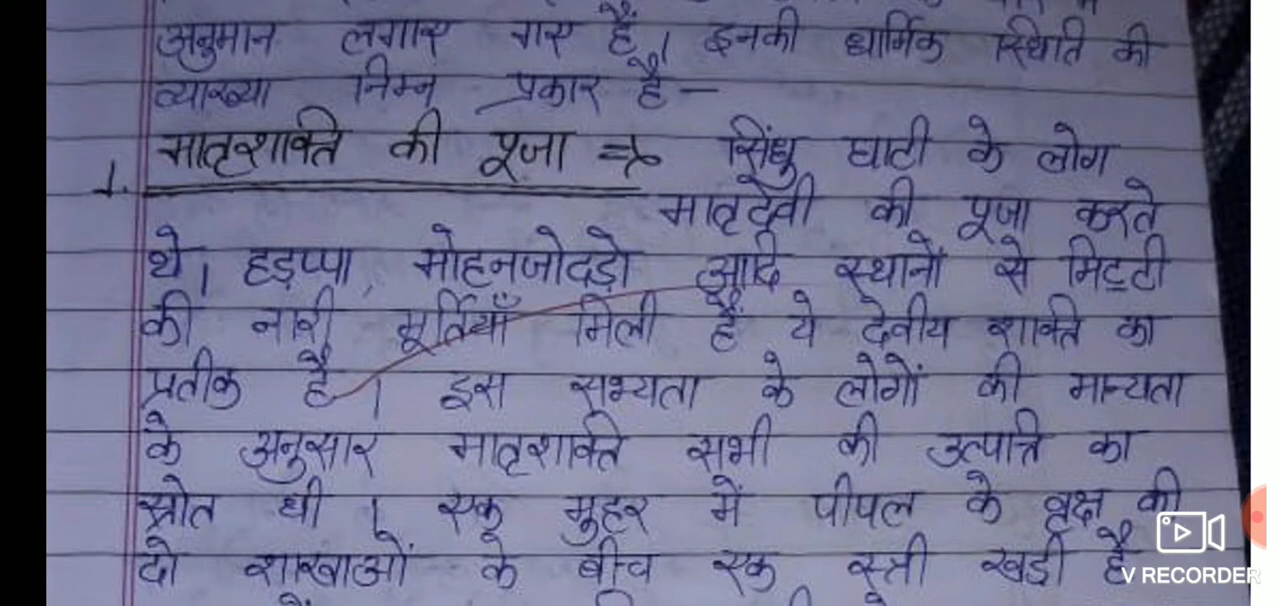 अनुमान लगाए गए हैं। इनकी धार्मिक स्थिति की
व्याख्या निम्न प्रकार है –
1. मातृशक्ति की पूजा ⇒ सिंधु घाटी के लोग
मातृदेवी की पूजा करते
थे। हड़प्पा, मोहनजोदड़ो आदि स्थानों से मिट्टी
की नारी मूर्तियाँ मिली हैं ये देवीय शक्ति का
प्रतीक है। इस सभ्यता के लोगों की मान्यता
के अनुसार मातृशक्ति सभी की उत्पत्ति का
स्रोत थी। एक मुहर में पीपल के वृक्ष की
दो शाखाओं के बीच एक स्त्री खडी है
V RECORDER